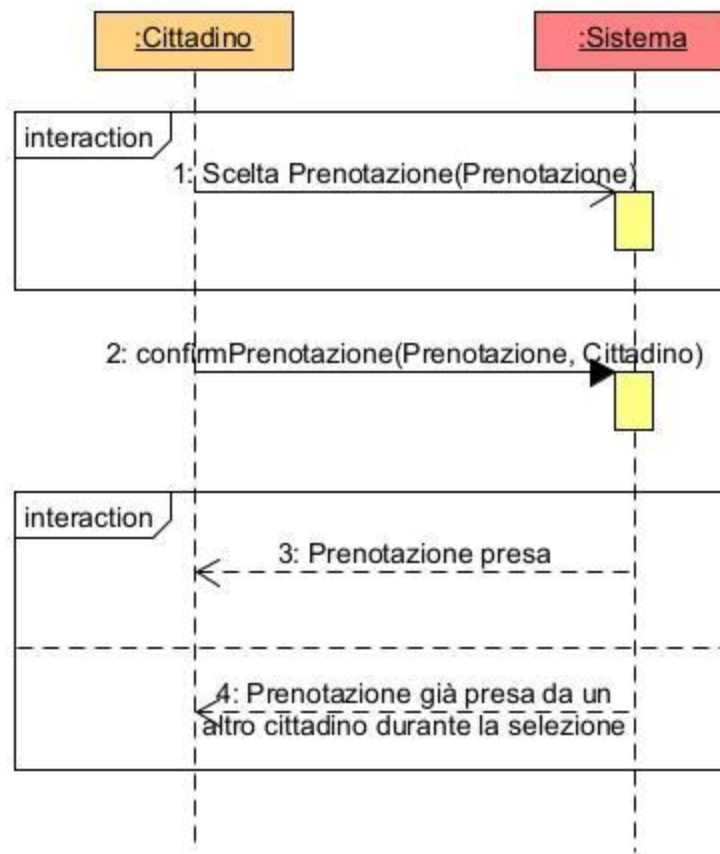 :Cittadino
:Sistema
interaction
1: Scelta Prenotazione(Prenotazione)
2: confirmPrenotazione(Prenotazione, Cittadino)
interaction
3: Prenotazione presa
4: Prenotazione già presa da un
altro cittadino durante la selezione